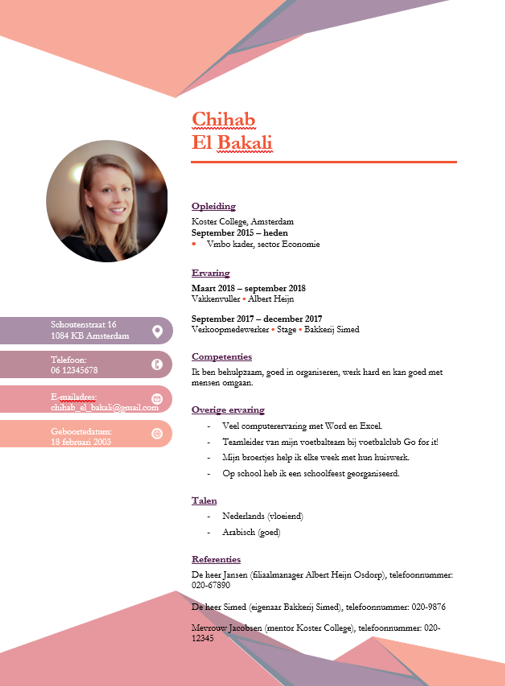 Chihab
El Bakali
Opleiding
Koster College, Amsterdam
September 2015 – heden
• Vmbo kader, sector Economie
Ervaring
Maart 2018 – september 2018
Vakkenvuller • Albert Heijn
September 2017 – december 2017
Verkoopmedewerker • Stage • Bakkerij Simed
Schoutenstraat 16
1084 KB Amsterdam
Telefoon:
06 12345678
E-mailadres:
chihab_el_bakali@gmail.com
Geboortedatum:
18 februari 2003
Competenties
Ik ben behulpzaam, goed in organiseren, werk hard en kan goed met
mensen omgaan.
Overige ervaring
- Veel computerervaring met Word en Excel.
- Teamleider van mijn voetbalteam bij voetbalclub Go for it!
- Mijn broertjes help ik elke week met hun huiswerk.
- Op school heb ik een schoolfeest georganiseerd.
Talen
- Nederlands (vloeiend)
- Arabisch (goed)
Referenties
De heer Jansen (filiaalmanager Albert Heijn Osdorp), telefoonnummer:
020-67890
De heer Simed (eigenaar Bakkerij Simed), telefoonnummer: 020-9876
Mevrouw Jacobsen (mentor Koster College), telefoonnummer: 020-
12345